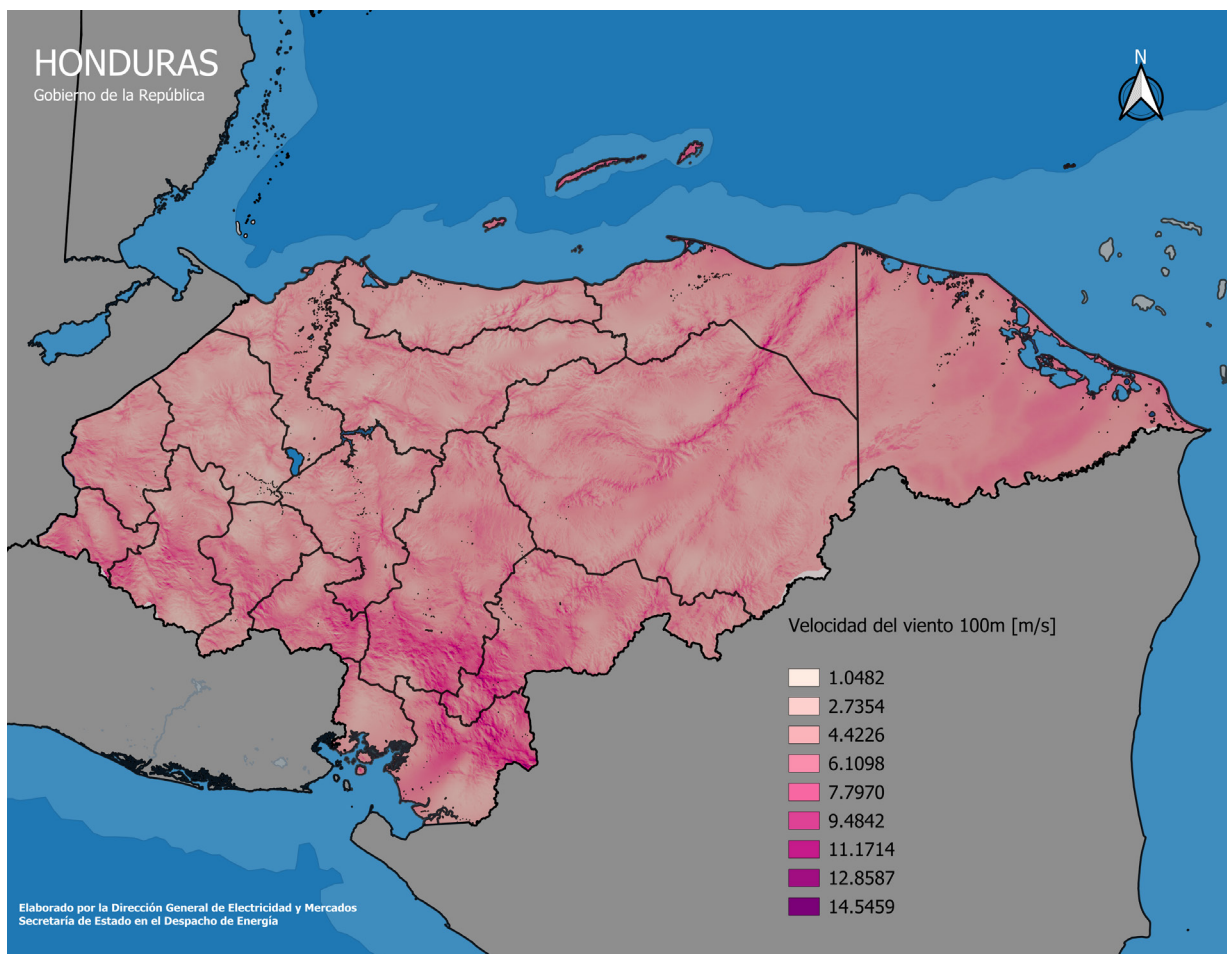 HONDURAS
Gobierno de la República
N
Velocidad del viento 100m [m/s]
1.0482
2.7354
4.4226
6.1098
7.7970
9.4842
11.1714
12.8587
14.5459
Elaborado por la Dirección General de Electricidad y Mercados
Secretaría de Estado en el Despacho de Energía